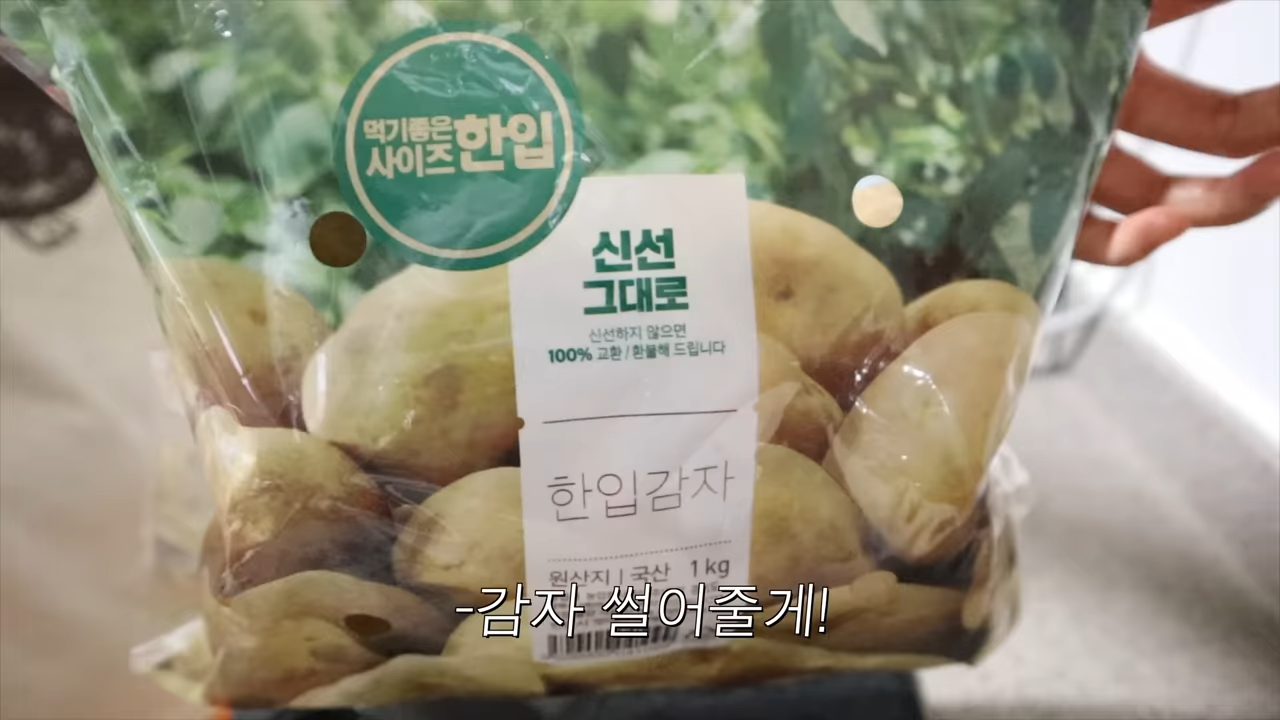 먹기좋은
사이즈 한입
신선
그대로
신선하지 않으면
100% 교환 / 환불해 드립니다
한입감자
원산지 | 국산 1kg
-감자 썰어줄게!